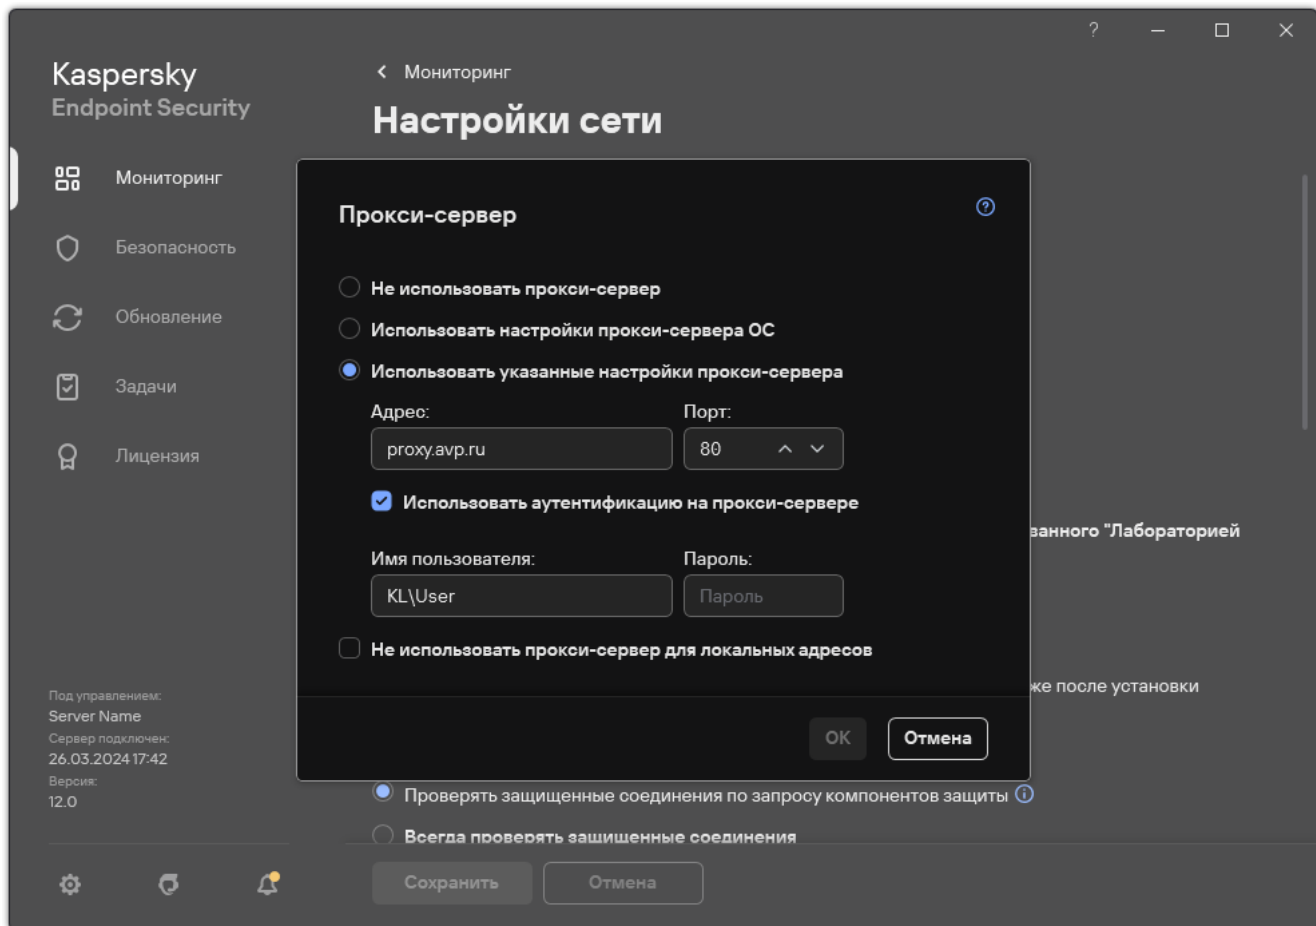 ?
Kaspersky
Endpoint Security
Мониторинг
Безопасность
Обновление
Задачи
Лицензия
Под управлением:
Server Name
Сервер подключен:
26.03.2024 17:42
Версия:
12.0
Мониторинг
Настройки сети
Прокси-сервер
?
Не использовать прокси-сервер
Использовать настройки прокси-сервера ОС
Использовать указанные настройки прокси-сервера
Адрес: Порт:
proxy.avp.ru 80
Использовать аутентификацию на прокси-сервере
Имя пользователя: Пароль:
KL\User Пароль
Не использовать прокси-сервер для локальных адресов
ОК Отмена
ванного "Лабораторией
же после установки
Проверять защищенные соединения по запросу компонентов защиты
Всегда проверять защищенные соединения
Сохранить Отмена